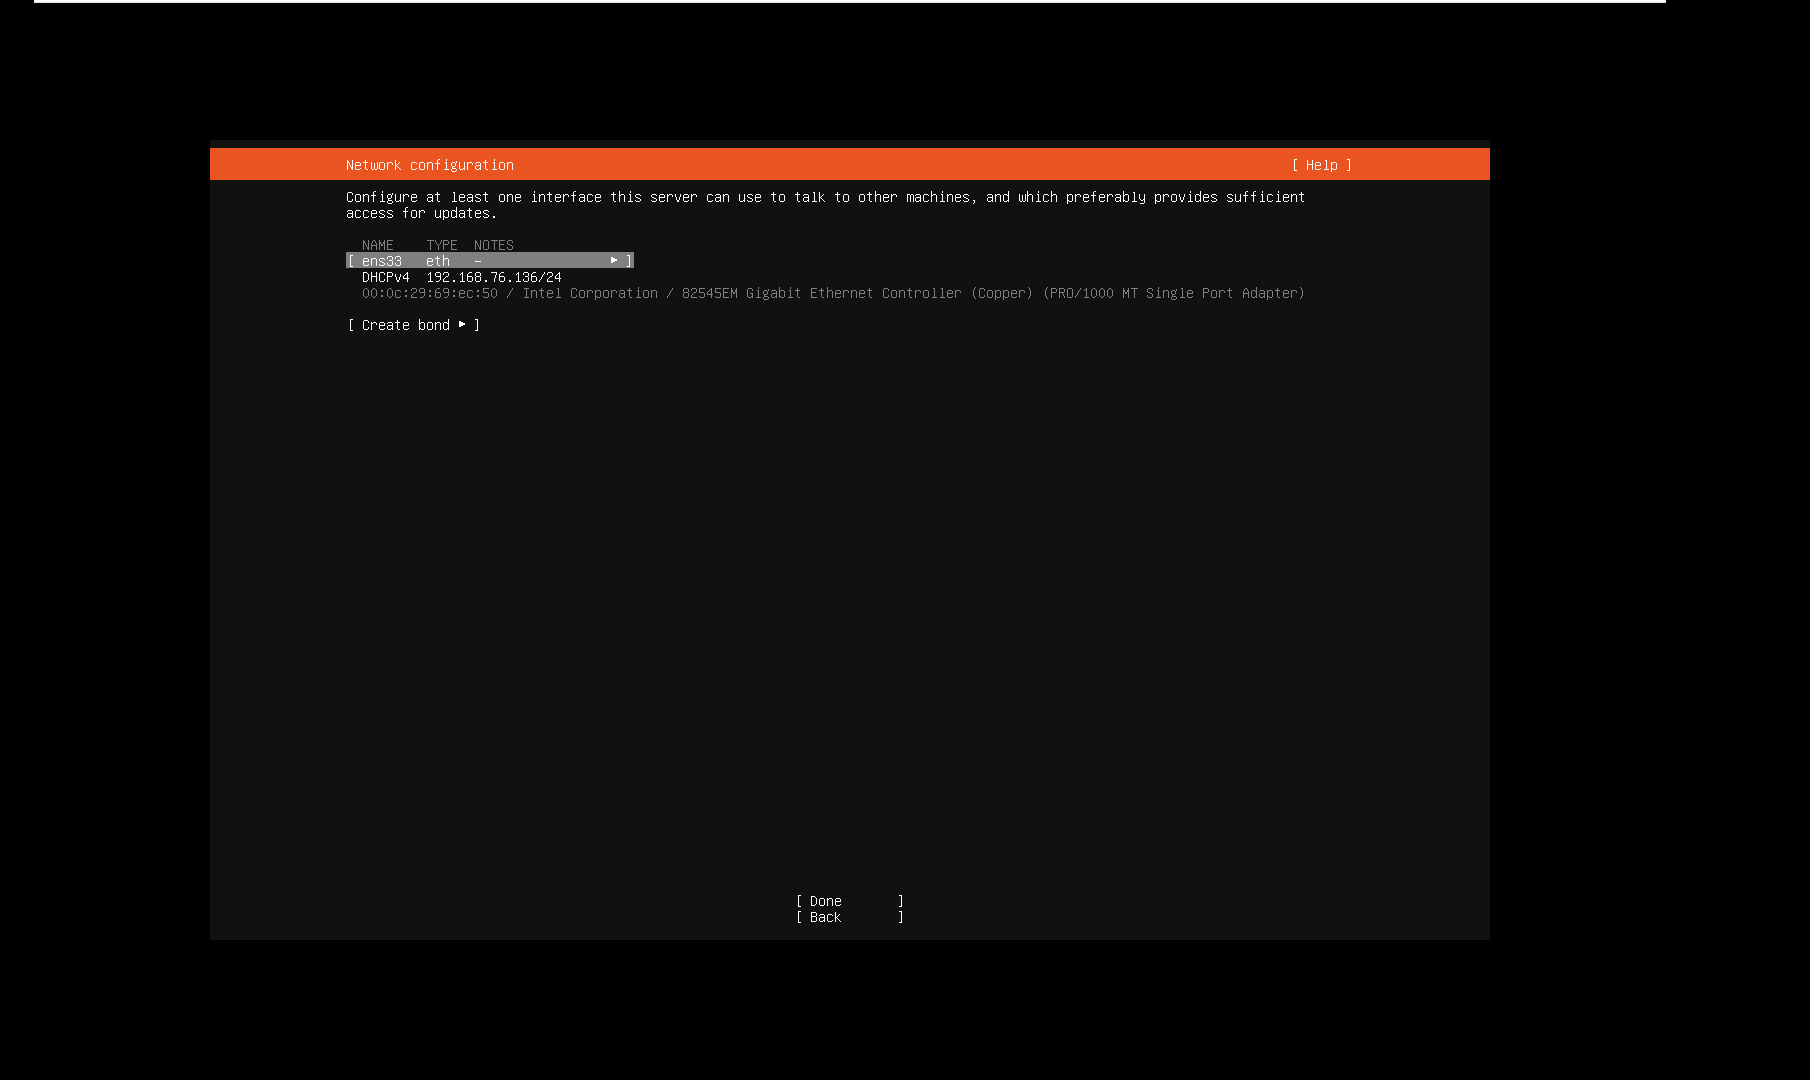 Network configuration [ Help ]
Configure at least one interface this server can use to talk to other machines, and which preferably provides sufficient
access for updates.
NAME TYPE NOTES
[ ens33 eth – ▸ ]
DHCPv4 192.168.76.136/24
00:0c:29:69:ec:50 / Intel Corporation / 82545EM Gigabit Ethernet Controller (Copper) (PRO/1000 MT Single Port Adapter)
[ Create bond ▸ ]
[ Done ]
[ Back ]